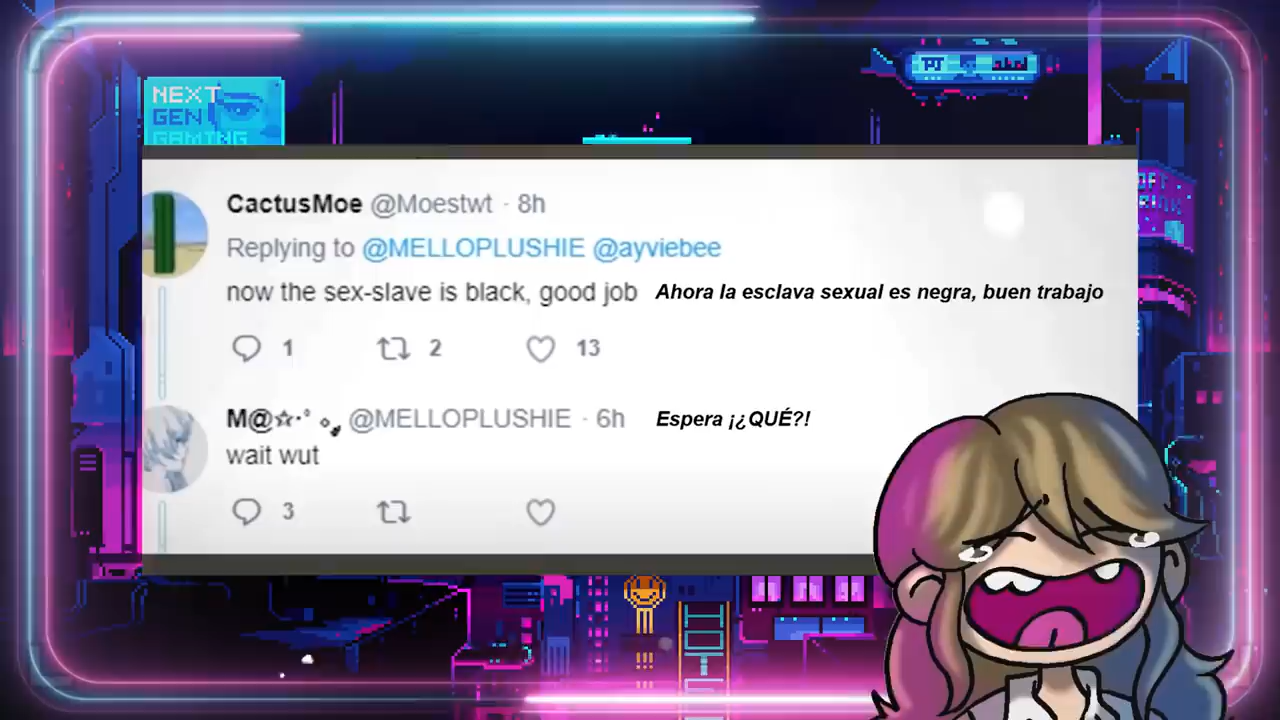 NEXT
GEN
GAMING
CactusMoe @Moestwt · 8h
Replying to @MELLOPLUSHIE @ayviebee
now the sex-slave is black, good job
Ahora la esclava sexual es negra, buen trabajo
1 2 13
M@☆·° @MELLOPLUSHIE · 6h
Espera ¡¿QUÉ?!
wait wut
3
HOT